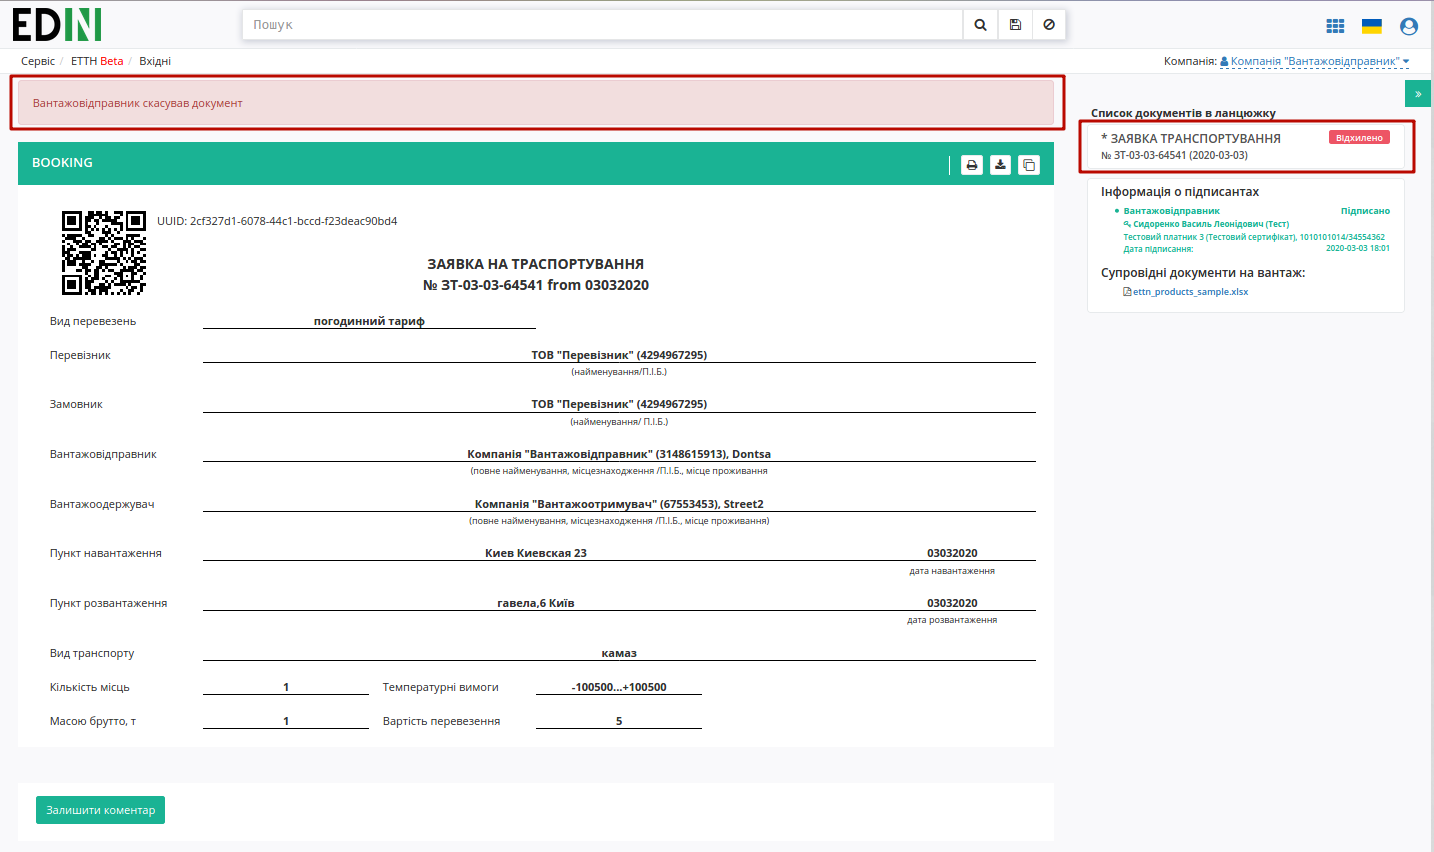 EDIN
Пошук
Сервіс / ЕТТН Beta / Вхідні
Компанія: Компанія "Вантажовідправник"
Вантажовідправник скасував документ
»
Список документів в ланцюжку
* ЗАЯВКА ТРАНСПОРТУВАННЯ
Відхилено
№ ЗТ-03-03-64541 (2020-03-03)
BOOKING
Інформація о підписантах
Вантажовідправник Підписано
Сидоренко Василь Леонідович (Тест)
Тестовий платник 3 (Тестовий сертифікат), 1010101014/34554362
Дата підписання: 2020-03-03 18:01
Супровідні документи на вантаж:
ettn_products_sample.xlsx
UUID: 2cf327d1-6078-44c1-bccd-f23deac90bd4
ЗАЯВКА НА ТРАСПОРТУВАННЯ
№ ЗТ-03-03-64541 from 03032020
Вид перевезень погодинний тариф
Перевізник ТОВ "Перевізник" (4294967295)
(найменування/П.І.Б.)
Замовник ТОВ "Перевізник" (4294967295)
(найменування/ П.І.Б.)
Вантажовідправник Компанія "Вантажовідправник" (3148615913), Dontsa
(повне найменування, місцезнаходження /П.І.Б., місце проживання
Вантажоодержувач Компанія "Вантажоотримувач" (67553453), Street2
(повне найменування, місцезнаходження /П.І.Б., місце проживання)
Пункт навантаження Киев Киевская 23 03032020
дата навантаження
Пункт розвантаження гавела,6 Київ 03032020
дата розвантаження
Вид транспорту камаз
Кількість місць 1 Температурні вимоги -100500...+100500
Масою брутто, т 1 Вартість перевезення 5
Залишити коментар